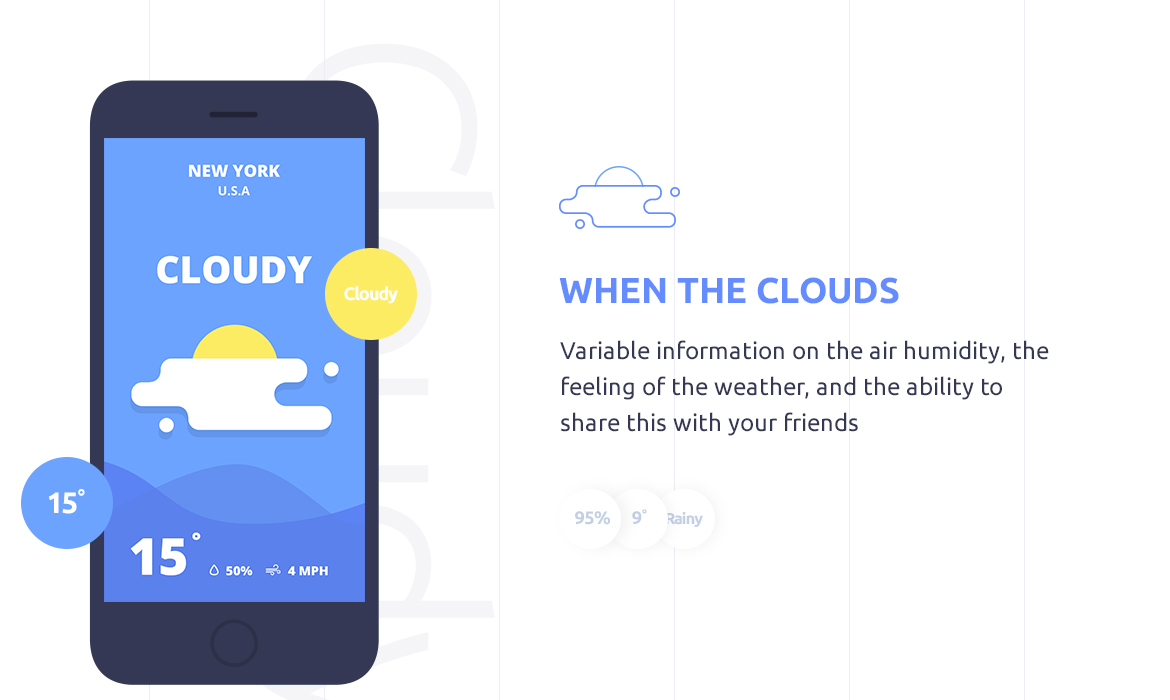 NEW YORK
U.S.A
CLOUDY
Cloudy
15°
15°
50%
4 MPH
WHEN THE CLOUDS
Variable information on the air humidity, the
feeling of the weather, and the ability to
share this with your friends
95%
9°
Rainy